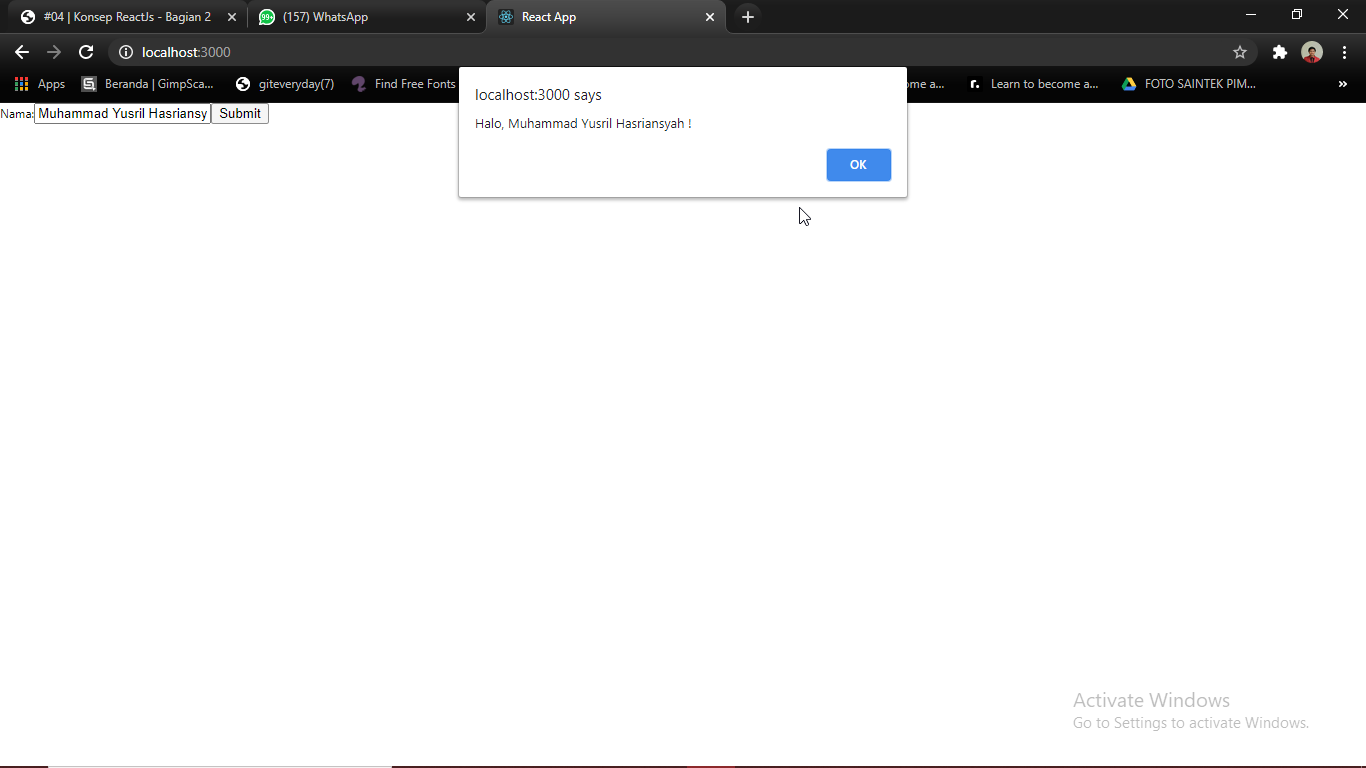 #04 | Konsep ReactJs - Bagian 2
99+
(157) WhatsApp
React App
localhost:3000
Apps
Beranda | GimpSca...
giteveryday(7)
Find Free Fonts
ome a...
r.
Learn to become a...
FOTO SAINTEK PIM...
»
localhost:3000 says
Halo, Muhammad Yusril Hasriansyah !
OK
Nama:
Muhammad Yusril Hasriansy
Submit
Activate Windows
Go to Settings to activate Windows.